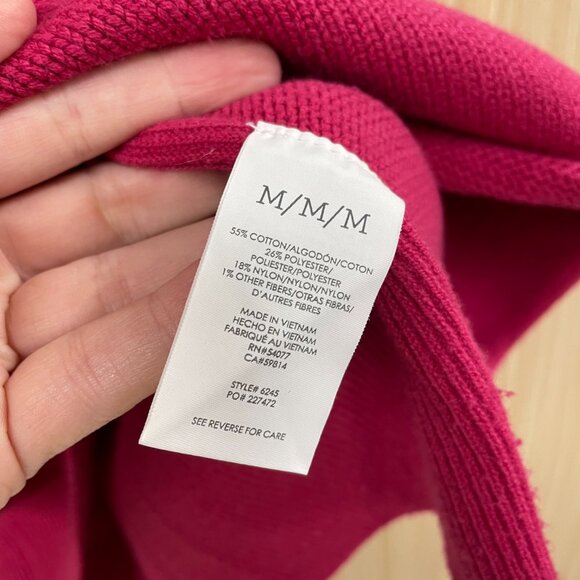 M/M/M
55% COTTON/ALGODÓN/COTON
26% POLYESTER/
POLIESTER/POLYESTER
18% NYLON/NYLON/NYLON
1% OTHER FIBERS/OTRAS FIBRAS/
D'AUTRES FIBRES
MADE IN VIETNAM
HECHO EN VIETNAM
FABRIQUÉ AU VIETNAM
RN#54077
CA#59814
STYLE# 6245
PO# 227472
SEE REVERSE FOR CARE